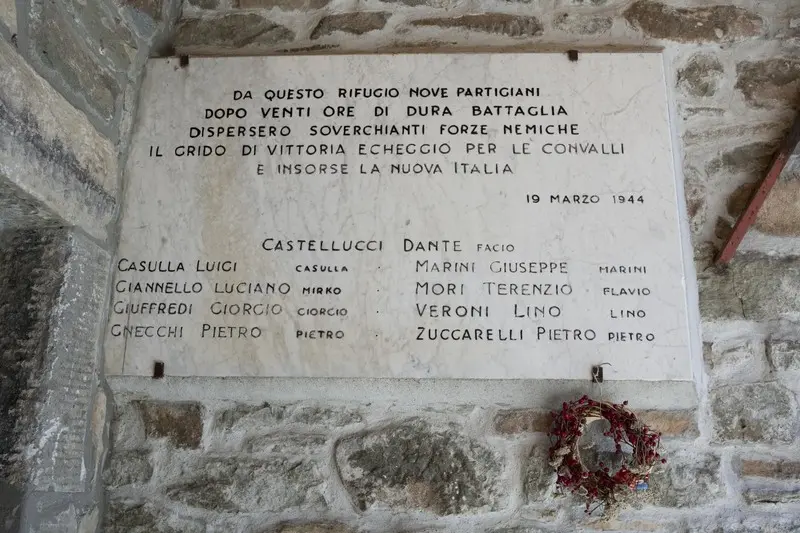 DA QUESTO RIFUGIO NOVE PARTIGIANI
DOPO VENTI ORE DI DURA BATTAGLIA
DISPERSERO SOVERCHIANTI FORZE NEMICHE
IL GRIDO DI VITTORIA ECHEGGIO PER LE CONVALLI
E INSORSE LA NUOVA ITALIA
19 MARZO 1944
CASTELLUCCI DANTE FACIO
CASULLA LUIGI CASULLA · MARINI GIUSEPPE MARINI
GIANNELLO LUCIANO MIRKO · MORI TERENZIO FLAVIO
GIUFFREDI GIORGIO GIORGIO · VERONI LINO LINO
GNECCHI PIETRO PIETRO · ZUCCARELLI PIETRO PIETRO